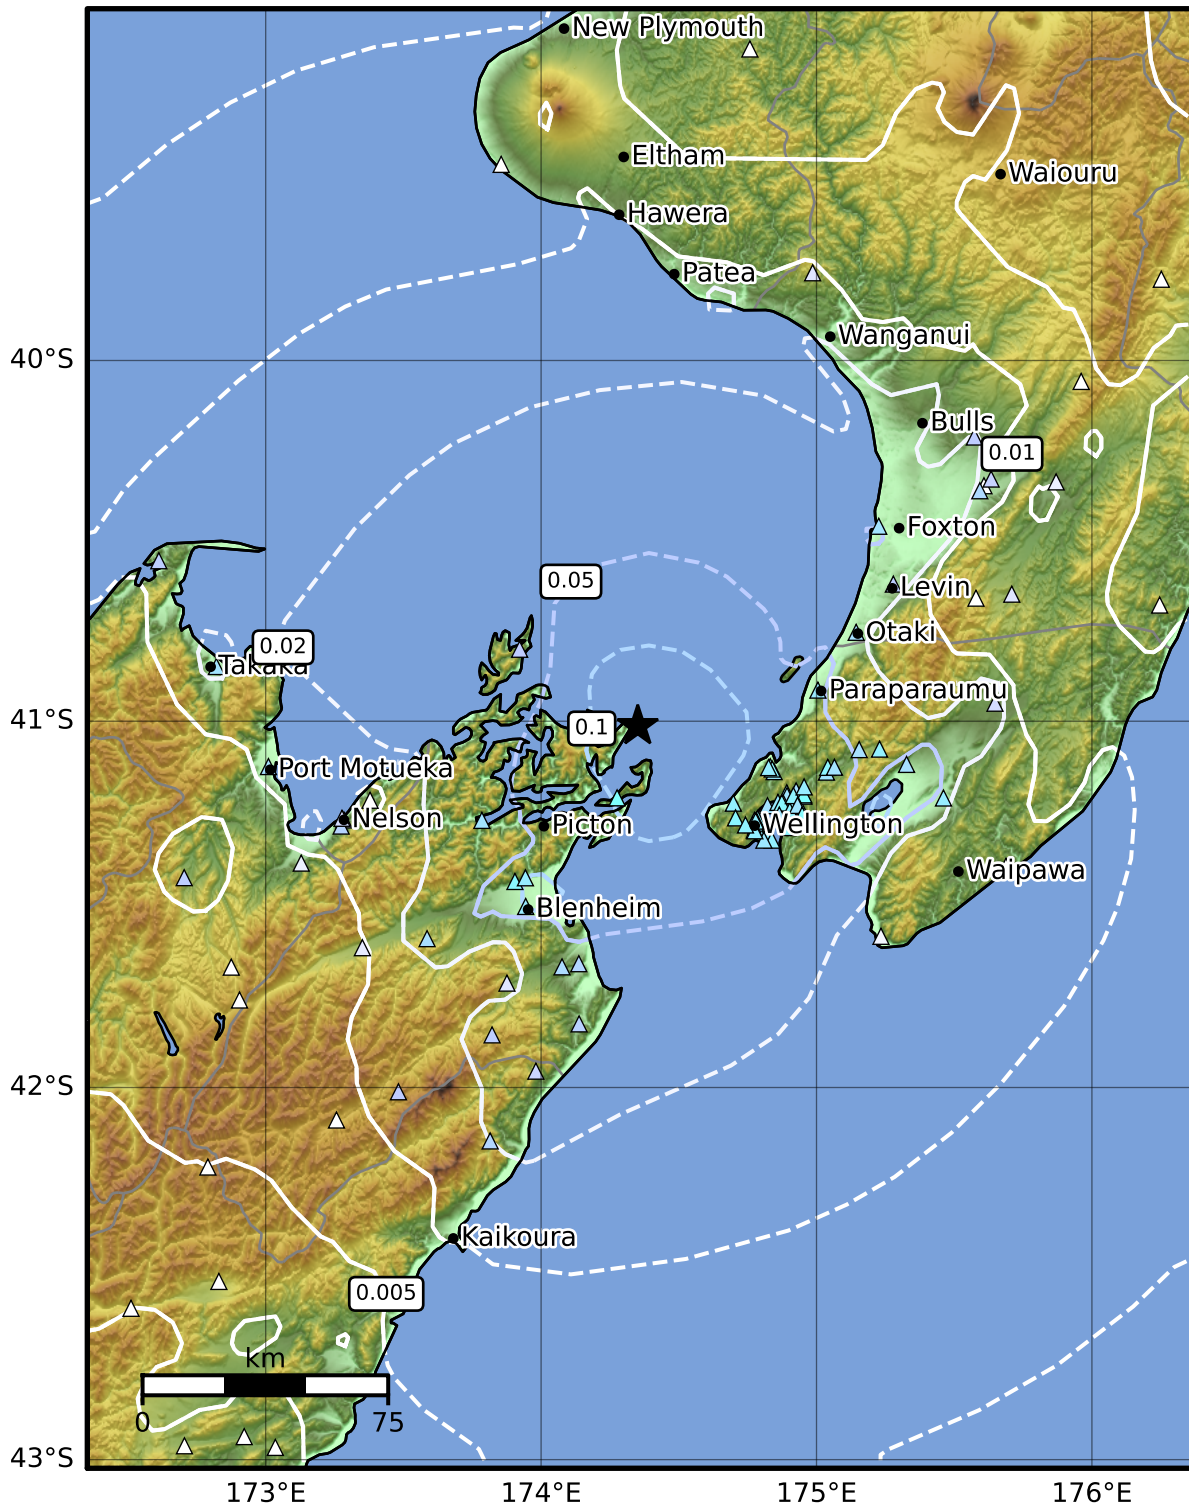 New Plymouth
Eltham
Waiouru
Hawera
Patea
Wanganui
40°S
Bulls
0.01
Foxton
0.05
Levin
Otaki
0.02
Takaka
Paraparaumu
41°S
0.1
Port Motueka
Nelson
Picton
Wellington
Waipawa
Blenheim
42°S
Kaikoura
0.005
km
0 75
43°S
173°E 174°E 175°E 176°E